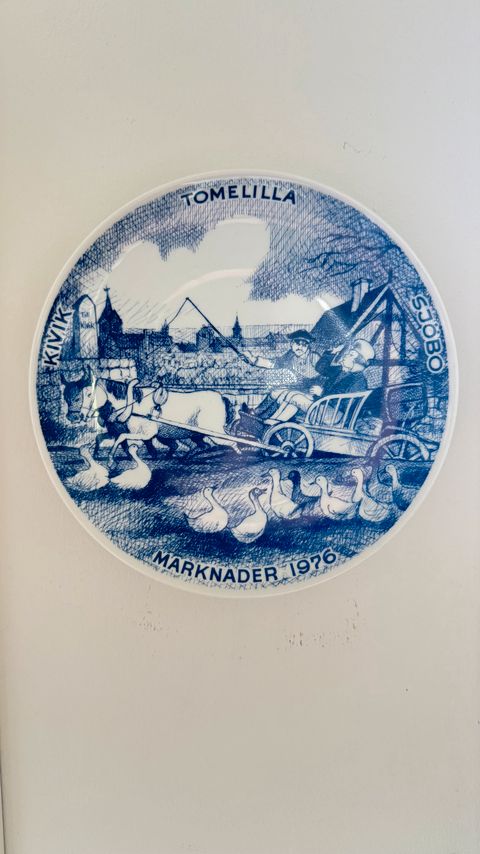 TOMELILLA
KIVIK
SJÖBO
MARKNADER 1976